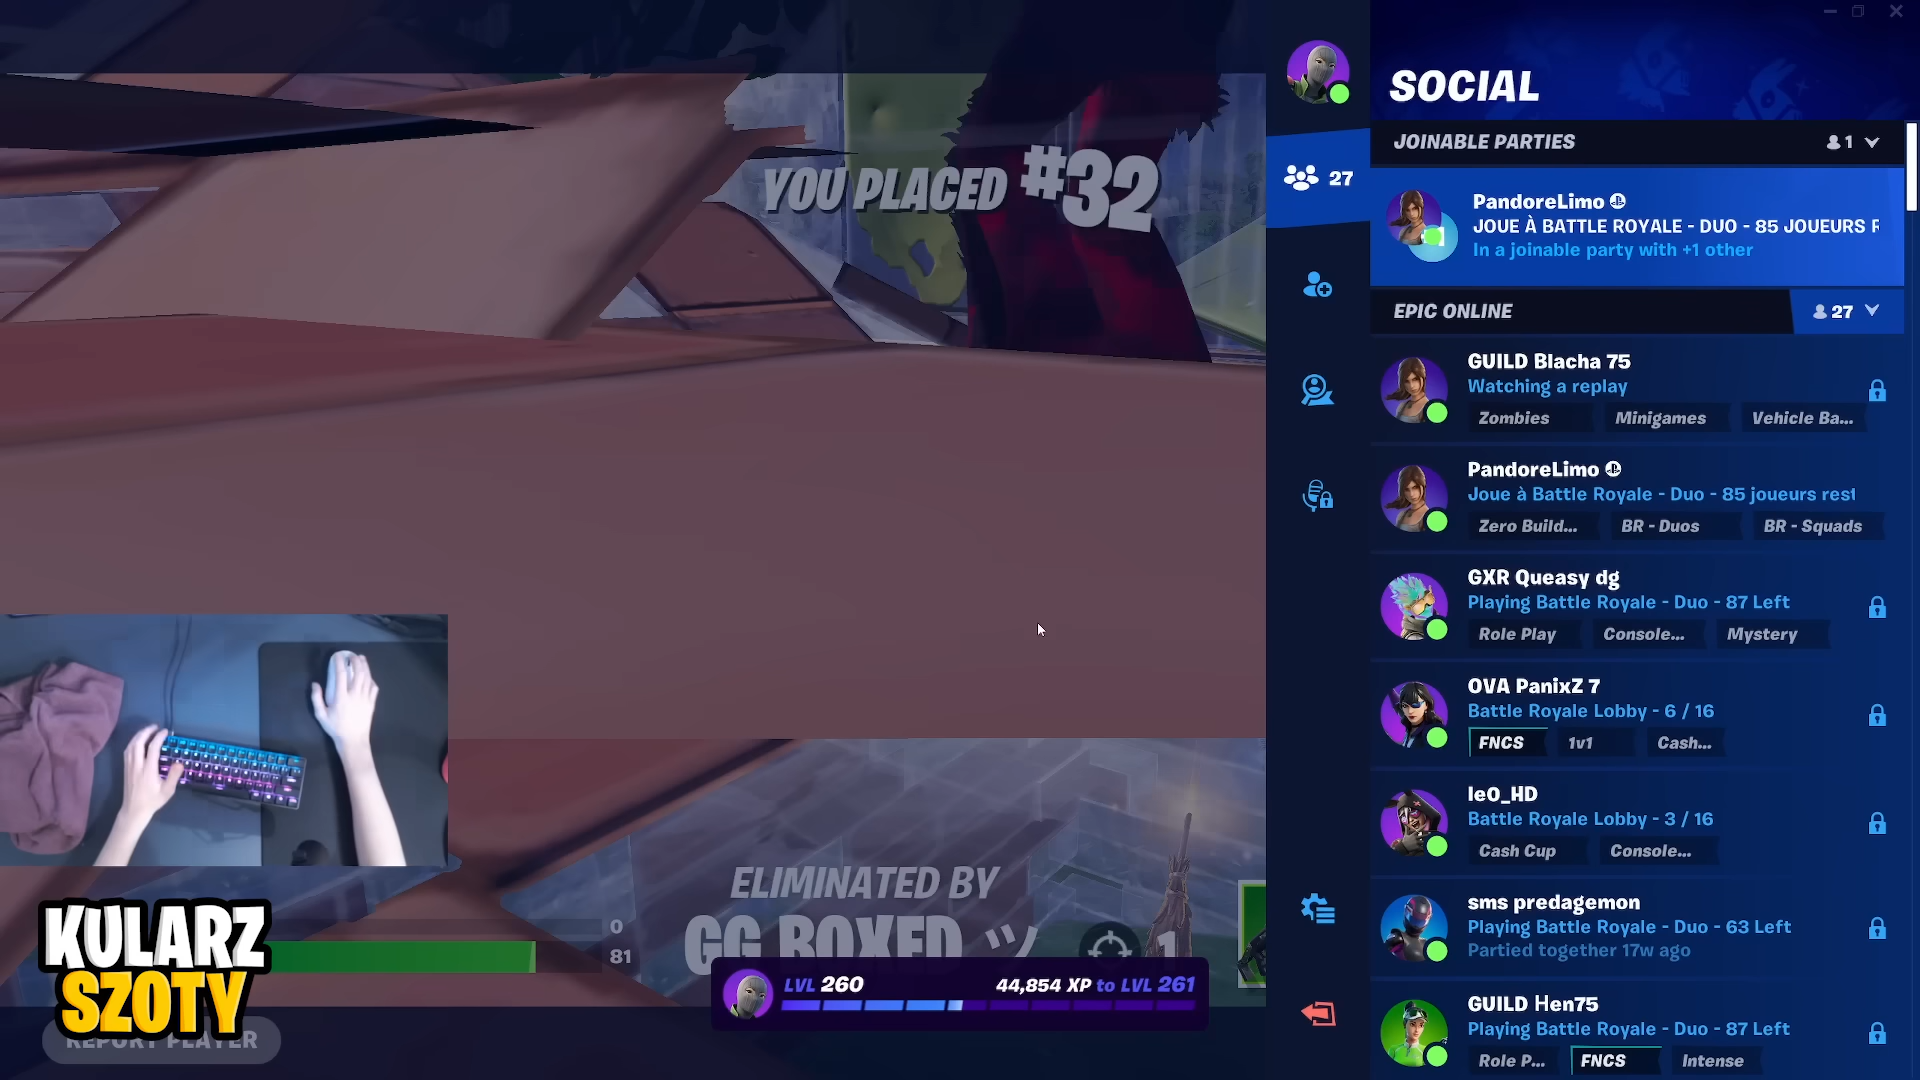 YOU PLACED #32
ELIMINATED BY
GG BOXED ツ
1
0
81
KULARZ
SZOTY
REPORT PLAYER
LVL 260
44,854 XP to LVL 261
27
SOCIAL
JOINABLE PARTIES
1
PandoreLimo
JOUE À BATTLE ROYALE - DUO - 85 JOUEURS R
In a joinable party with +1 other
EPIC ONLINE
27
GUILD Blacha 75
Watching a replay
Zombies Minigames Vehicle Ba...
PandoreLimo
Joue à Battle Royale - Duo - 85 joueurs rest
Zero Build... BR - Duos BR - Squads
GXR Queasy dg
Playing Battle Royale - Duo - 87 Left
Role Play Console... Mystery
OVA PanixZ 7
Battle Royale Lobby - 6 / 16
FNCS 1v1 Cash...
leO_HD
Battle Royale Lobby - 3 / 16
Cash Cup Console...
sms predagemon
Playing Battle Royale - Duo - 63 Left
Partied together 17w ago
GUILD Hen75
Playing Battle Royale - Duo - 87 Left
Role P... FNCS Intense